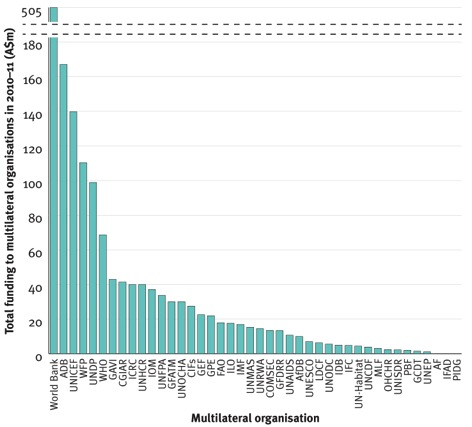 Total funding to multilateral organisations in 2010–11 (A$m)
505
180
160
140
120
100
80
60
40
20
0
World Bank
ADB
UNICEF
WFP
UNDP
WHO
GAVI
CGIAR
ICRC
UNHCR
IOM
UNFPA
GFATM
UNOCHA
CIFs
GEF
GPE
FAO
ILO
IMF
UNMAS
UNRWA
COMSEC
GFDRR
UNAIDS
AfDB
UNESCO
LDCF
UNODC
IDB
IFC
UN-Habitat
UNCDF
MLF
OHCHR
UNISDR
PBF
GCDT
UNEP
AF
IFAD
PIDG
Multilateral organisation